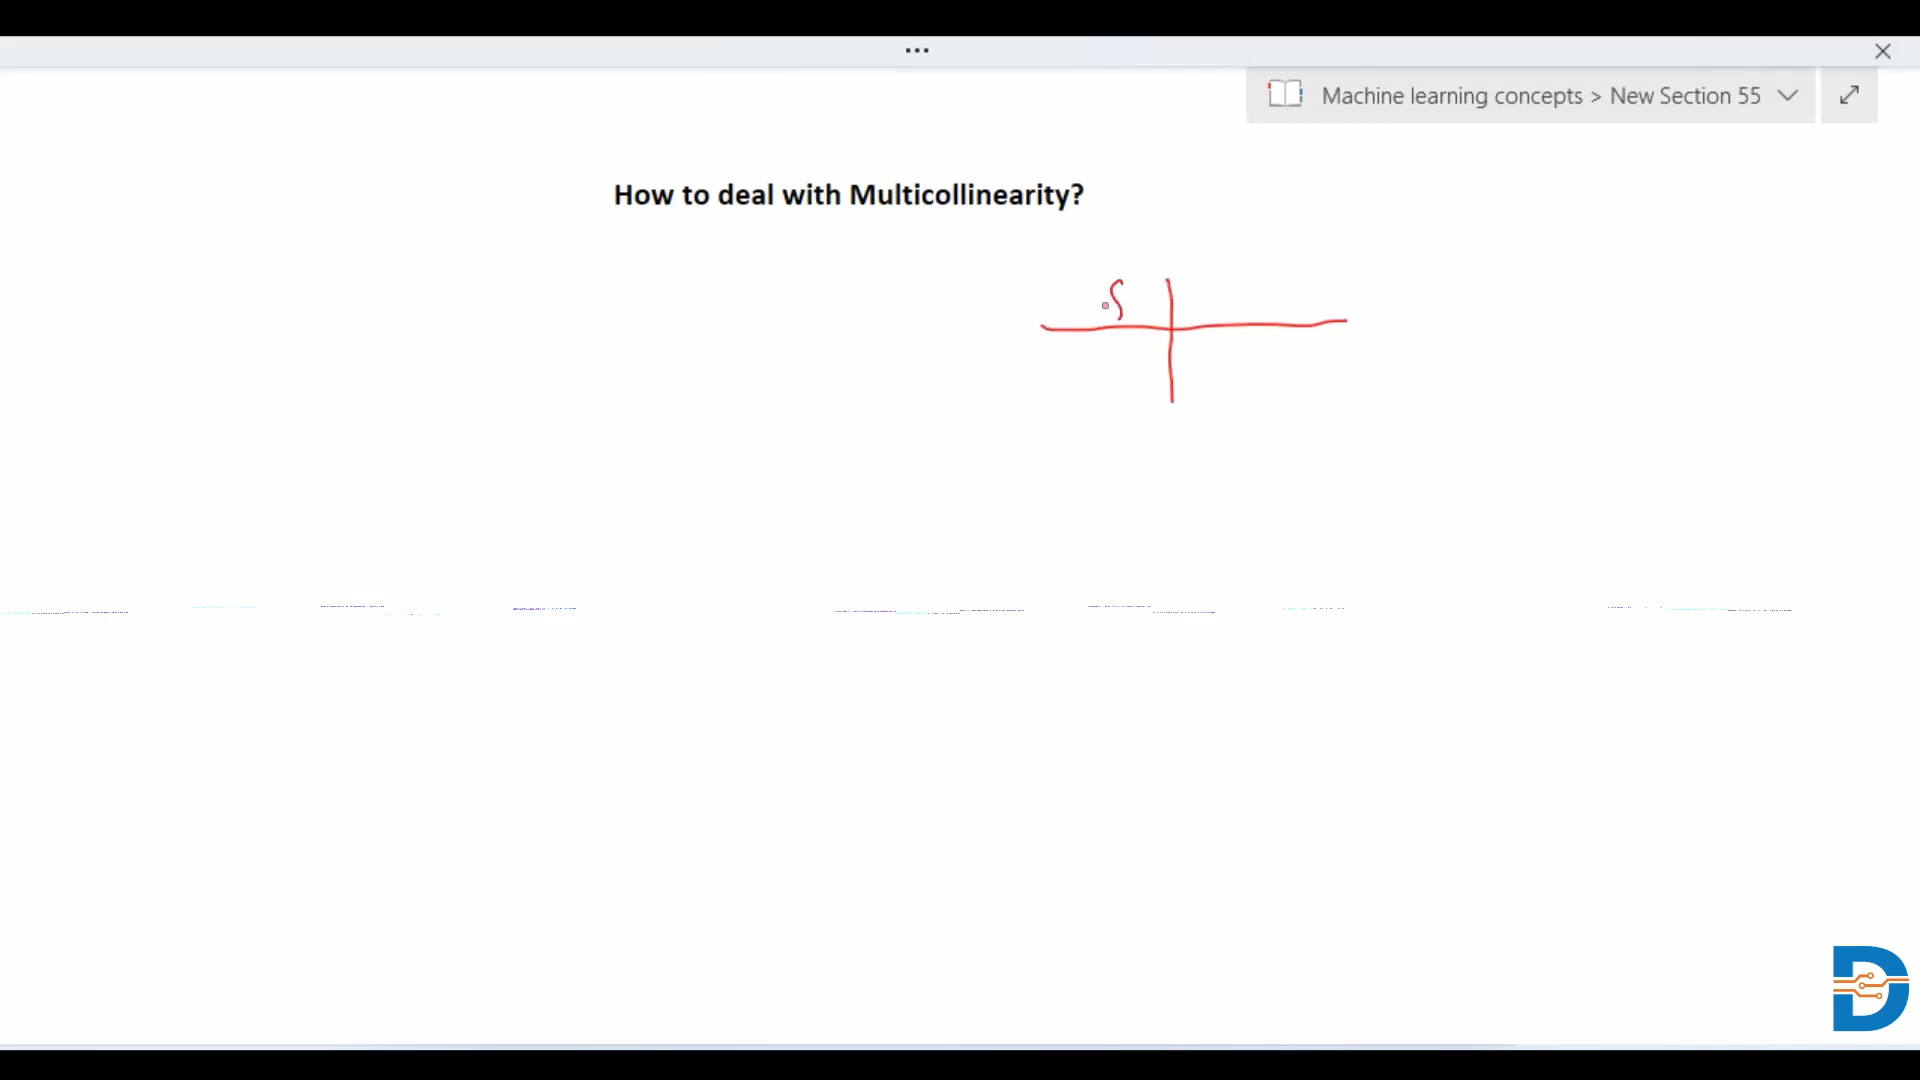 Machine learning concepts > New Section 55
How to deal with Multicollinearity?
S